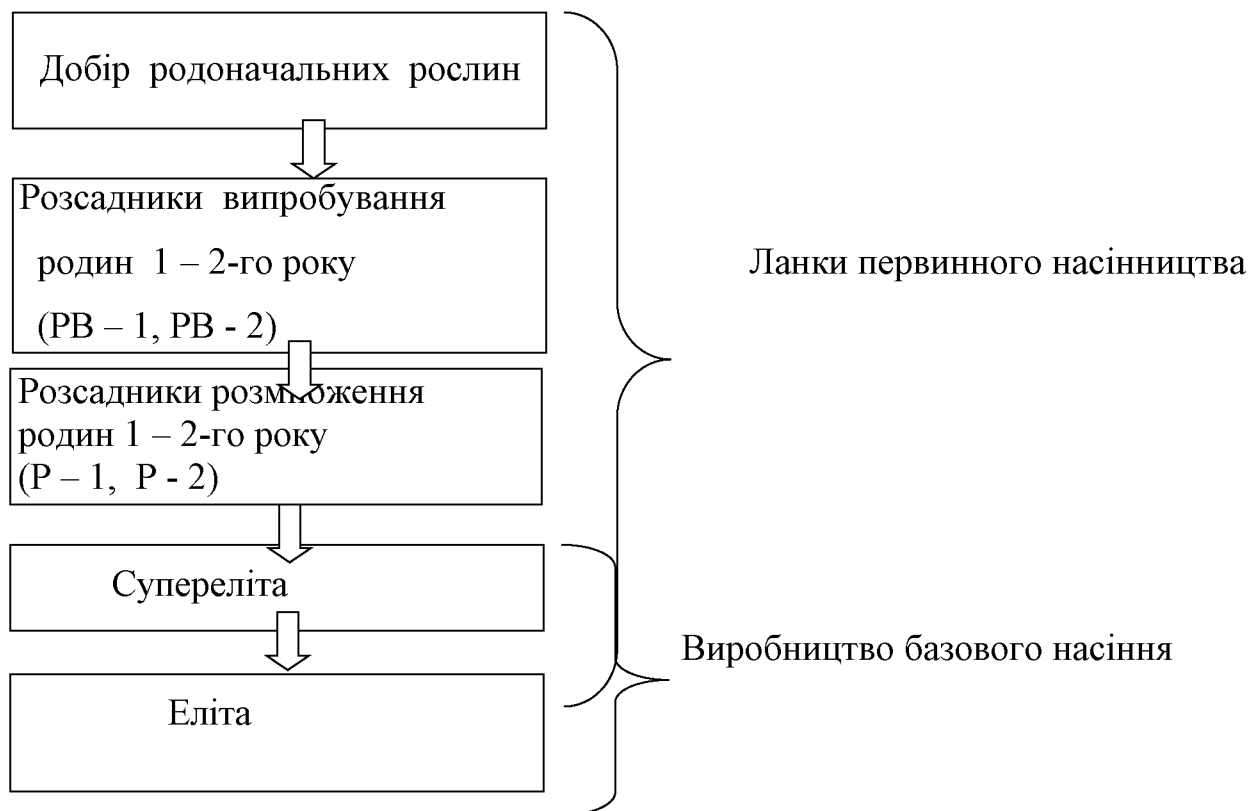 Добір родоначальних рослин
Розсадники випробування
родин 1 – 2-го року
(РВ – 1, РВ - 2)
Розсадники розмноження
родин 1 – 2-го року
(Р – 1, Р - 2)
Супереліта
Еліта
Ланки первинного насінництва
Виробництво базового насіння